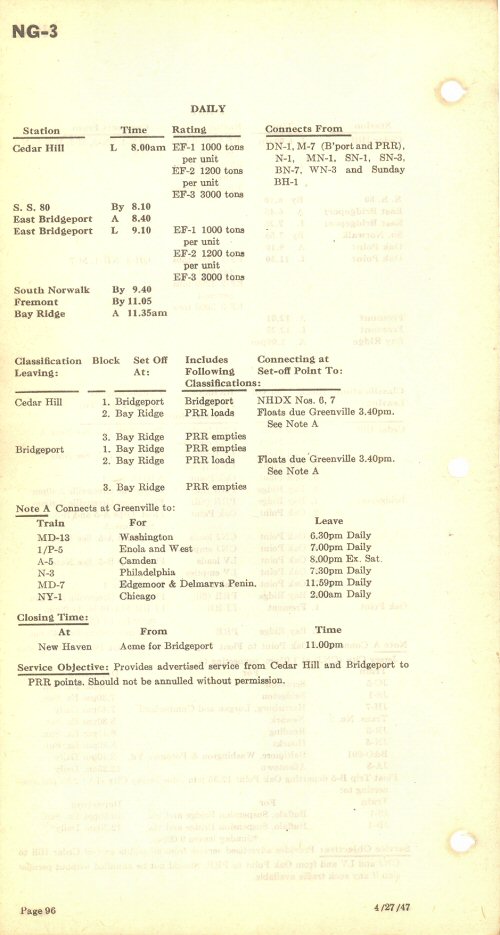 NG-3
DAILY
Station Time Rating Connects From
Cedar Hill L 8.00am EF-1 1000 tons DN-1, M-7 (B'port and PRR),
per unit N-1, MN-1, SN-1, SN-3,
EF-2 1200 tons BN-7, WN-3 and Sunday
per unit BH-1
EF-3 3000 tons
S. S. 80 By 8.10
East Bridgeport A 8.40
East Bridgeport L 9.10 EF-1 1000 tons
per unit
EF-2 1200 tons
per unit
EF-3 3000 tons
South Norwalk By 9.40
Fremont By 11.05
Bay Ridge A 11.35am
Classification Block Set Off Includes Connecting at
Leaving: At: Following Set-off Point To:
Classifications:
Cedar Hill 1. Bridgeport Bridgeport NHDX Nos. 6, 7
2. Bay Ridge PRR loads Floats due Greenville 3.40pm.
See Note A
3. Bay Ridge PRR empties
Bridgeport 1. Bay Ridge PRR empties
2. Bay Ridge PRR loads Floats due Greenville 3.40pm.
See Note A
3. Bay Ridge PRR empties
Note A Connects at Greenville to:
Train For Leave
MD-13 Washington 6.30pm Daily
1/P-5 Enola and West 7.00pm Daily
A-5 Camden 8.00pm Ex. Sat.
N-3 Philadelphia 7.30pm Daily
MD-7 Edgemoor & Delmarva Penin. 11.59pm Daily
NY-1 Chicago 2.00am Daily
Closing Time:
At From Time
New Haven Acme for Bridgeport 11.00pm
Service Objective: Provides advertised service from Cedar Hill and Bridgeport to
PRR points. Should not be annulled without permission.
Page 96 4/27/47